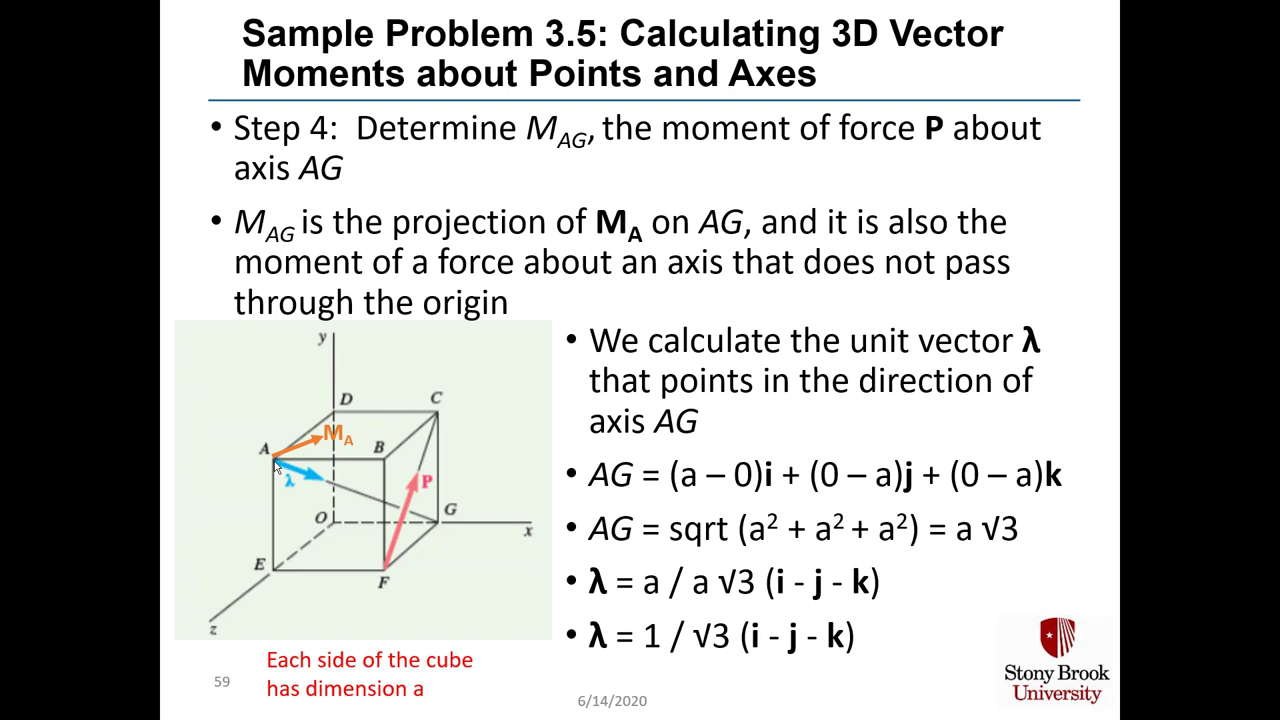 Sample Problem 3.5: Calculating 3D Vector
Moments about Points and Axes
• Step 4: Determine M_AG, the moment of force P about
axis AG
• M_AG is the projection of M_A on AG, and it is also the
moment of a force about an axis that does not pass
through the origin
y
D
C
M_A
A
B
λ
P
O
G
x
E
F
z
Each side of the cube
has dimension a
• We calculate the unit vector λ
that points in the direction of
axis AG
• AG = (a – 0)i + (0 – a)j + (0 – a)k
• AG = sqrt (a² + a² + a²) = a √3
• λ = a / a √3 (i - j - k)
• λ = 1 / √3 (i - j - k)
59
6/14/2020
Stony Brook
University